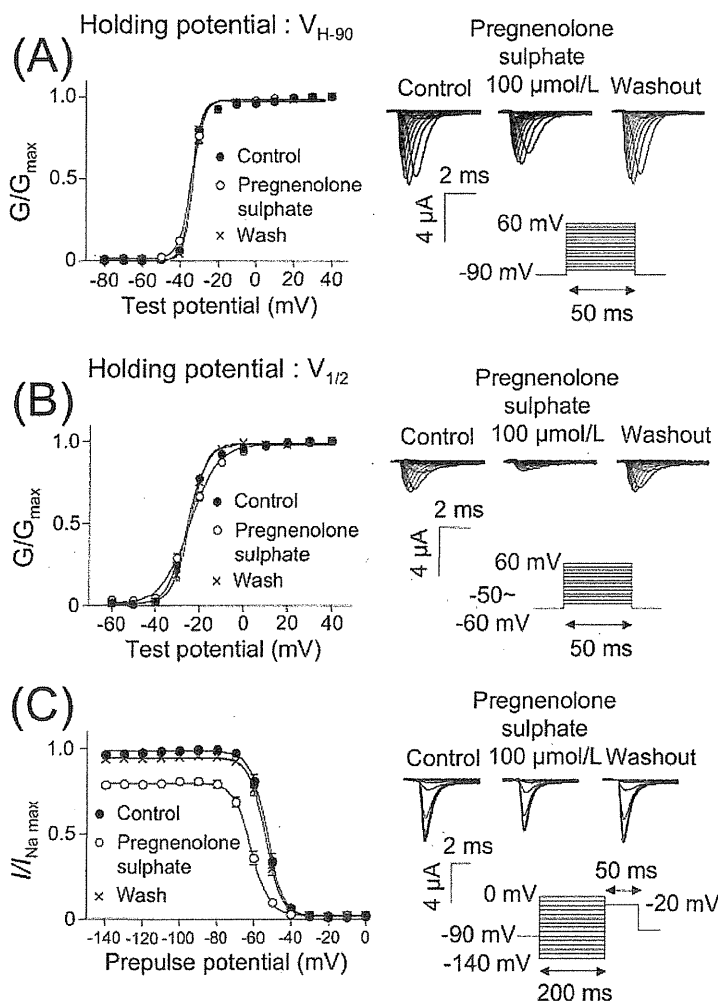 (A)
Holding potential : V_H-90
G/G_max
1.0
0.5
0
Control
Pregnenolone
sulphate
Wash
-80 -60 -40 -20 0 20 40
Test potential (mV)
Pregnenolone
sulphate
Control 100 µmol/L Washout
2 ms
4 µA
60 mV
-90 mV
50 ms
(B)
Holding potential : V_1/2
G/G_max
1.0
0.5
0
Control
Pregnenolone
sulphate
Wash
-60 -40 -20 0 20 40
Test potential (mV)
Pregnenolone
sulphate
Control 100 µmol/L Washout
2 ms
4 µA
60 mV
-50~
-60 mV
50 ms
(C)
I/I_Na max
1.0
0.5
0
Control
Pregnenolone
sulphate
Wash
-140 -120 -100 -80 -60 -40 -20 0
Prepulse potential (mV)
Pregnenolone
sulphate
Control 100 µmol/L Washout
2 ms
4 µA
50 ms
0 mV
-20 mV
-90 mV
-140 mV
200 ms